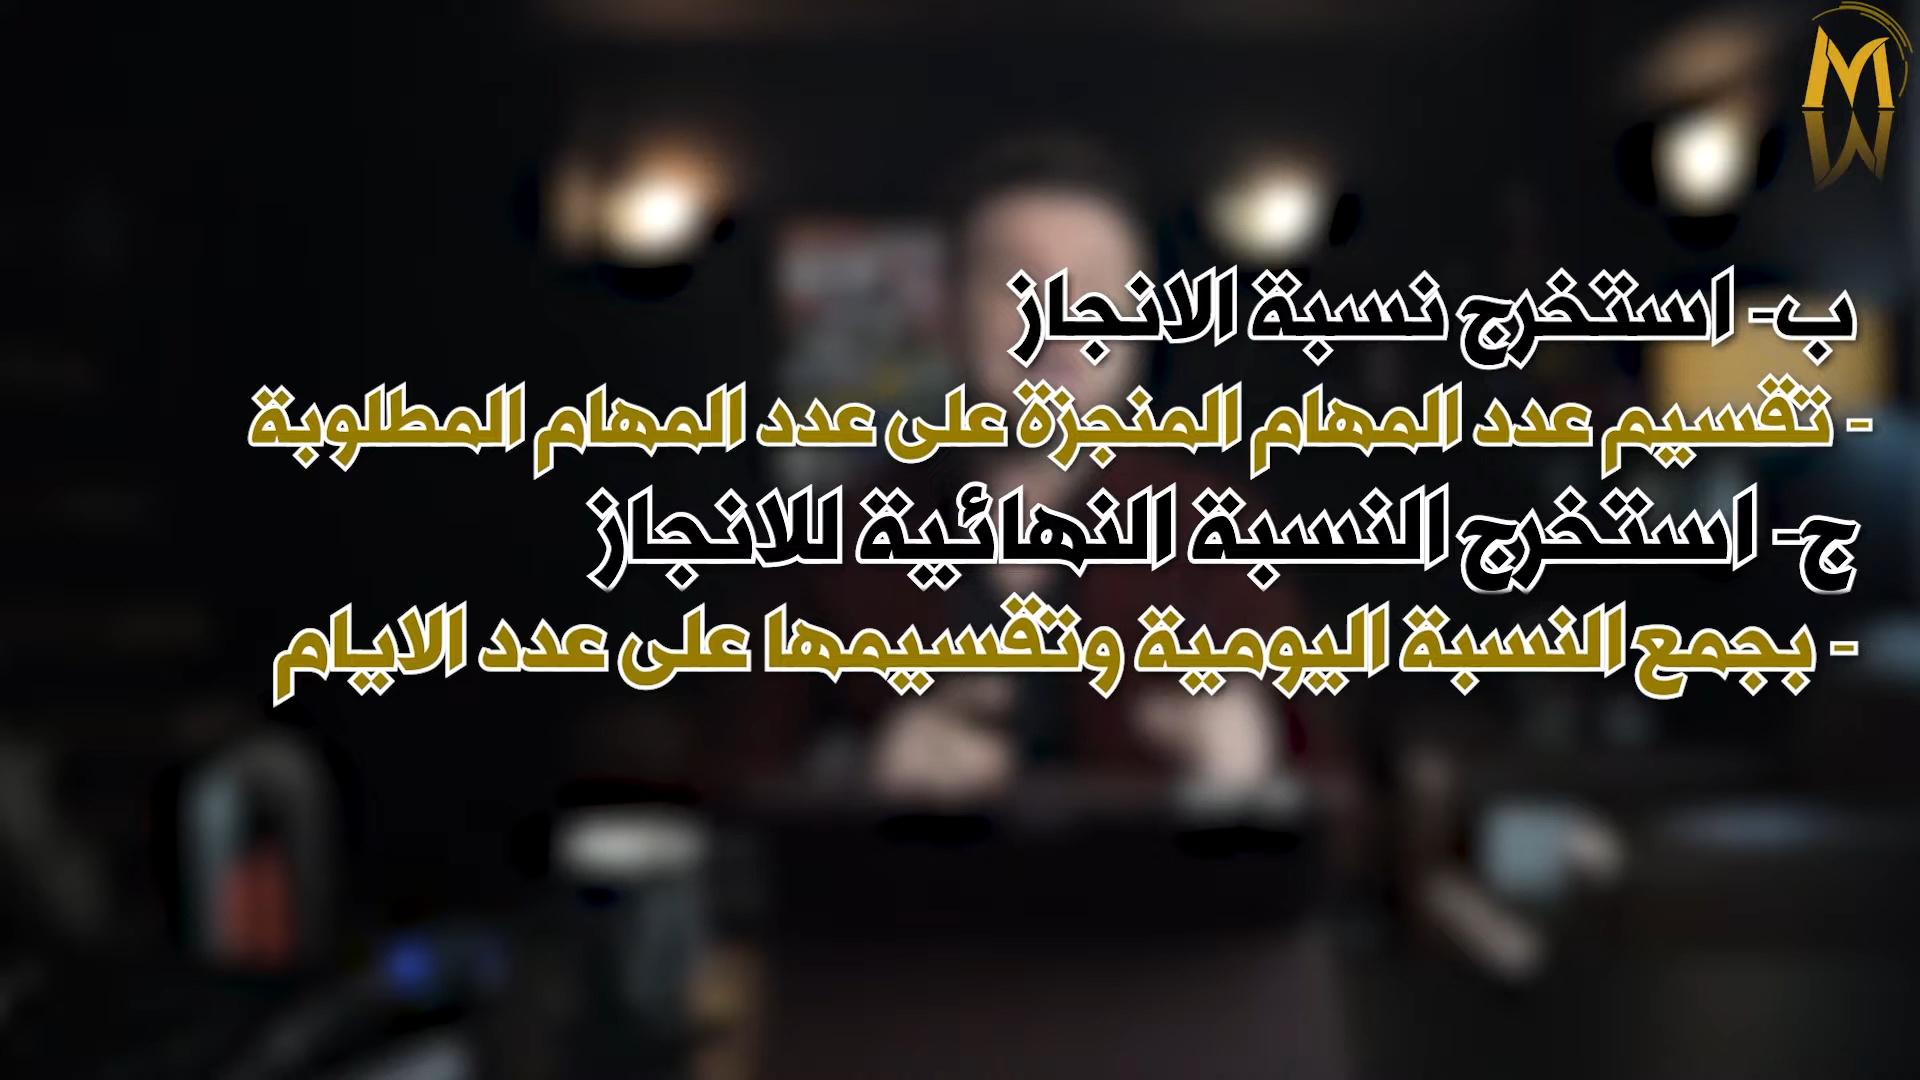 MW
ب- استخرج نسبة الانجاز
- تقسيم عدد المهام المنجزة على عدد المهام المطلوبة
ج- استخرج النسبة النهائية للانجاز
- بجمع النسبة اليومية وتقسيمها على عدد الايام